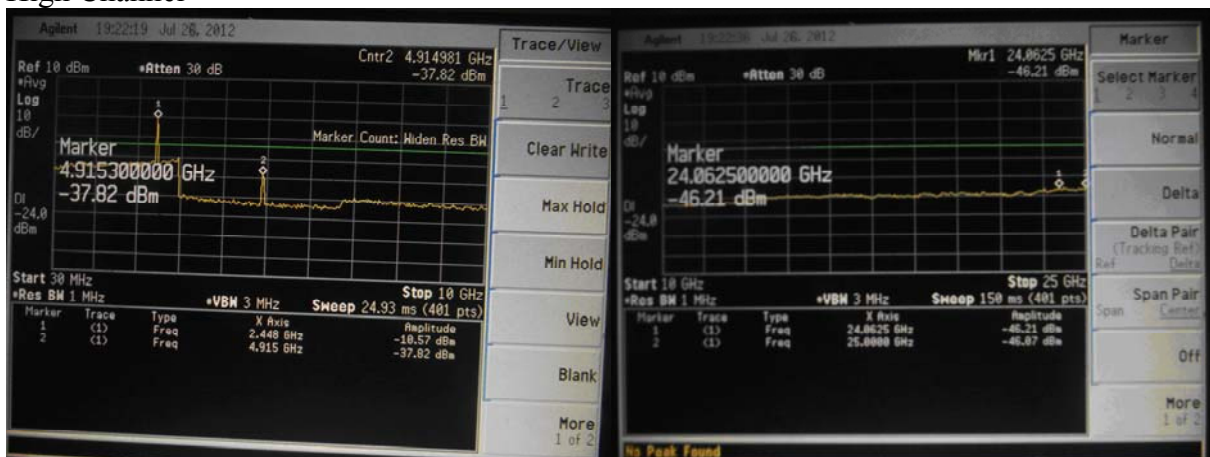 High Channel
Agilent 19:22:19 Jul 26, 2012
Cntr2 4.914981 GHz
Ref 10 dBm #Atten 30 dB -37.82 dBm
#Avg
Log
10
dB/
1
2
Marker Count: Widen Res BW
Marker
4.915300000 GHz
-37.82 dBm
DI
-24.0
dBm
Start 30 MHz Stop 10 GHz
#Res BW 1 MHz #VBW 3 MHz Sweep 24.93 ms (401 pts)
Marker Trace Type X Axis Amplitude
1 (1) Freq 2.448 GHz -10.57 dBm
2 (1) Freq 4.915 GHz -37.82 dBm
Trace/View
Trace
1 2 3
Clear Write
Max Hold
Min Hold
View
Blank
More
1 of 2
Agilent 19:22:36 Jul 26, 2012
Mkr1 24.0625 GHz
Ref 10 dBm #Atten 30 dB -46.21 dBm
#Avg
Log
10
dB/
1
Marker
24.062500000 GHz
-46.21 dBm
DI
-24.0
dBm
Start 10 GHz Stop 25 GHz
#Res BW 1 MHz #VBW 3 MHz Sweep 150 ms (401 pts)
Marker Trace Type X Axis Amplitude
1 (1) Freq 24.0625 GHz -46.21 dBm
2 (1) Freq 25.0000 GHz -46.07 dBm
No Peak Found
Marker
Select Marker
1 2 3 4
Normal
Delta
Delta Pair
(Tracking Ref)
Ref Delta
Span Pair
Span Center
Off
More
1 of 2